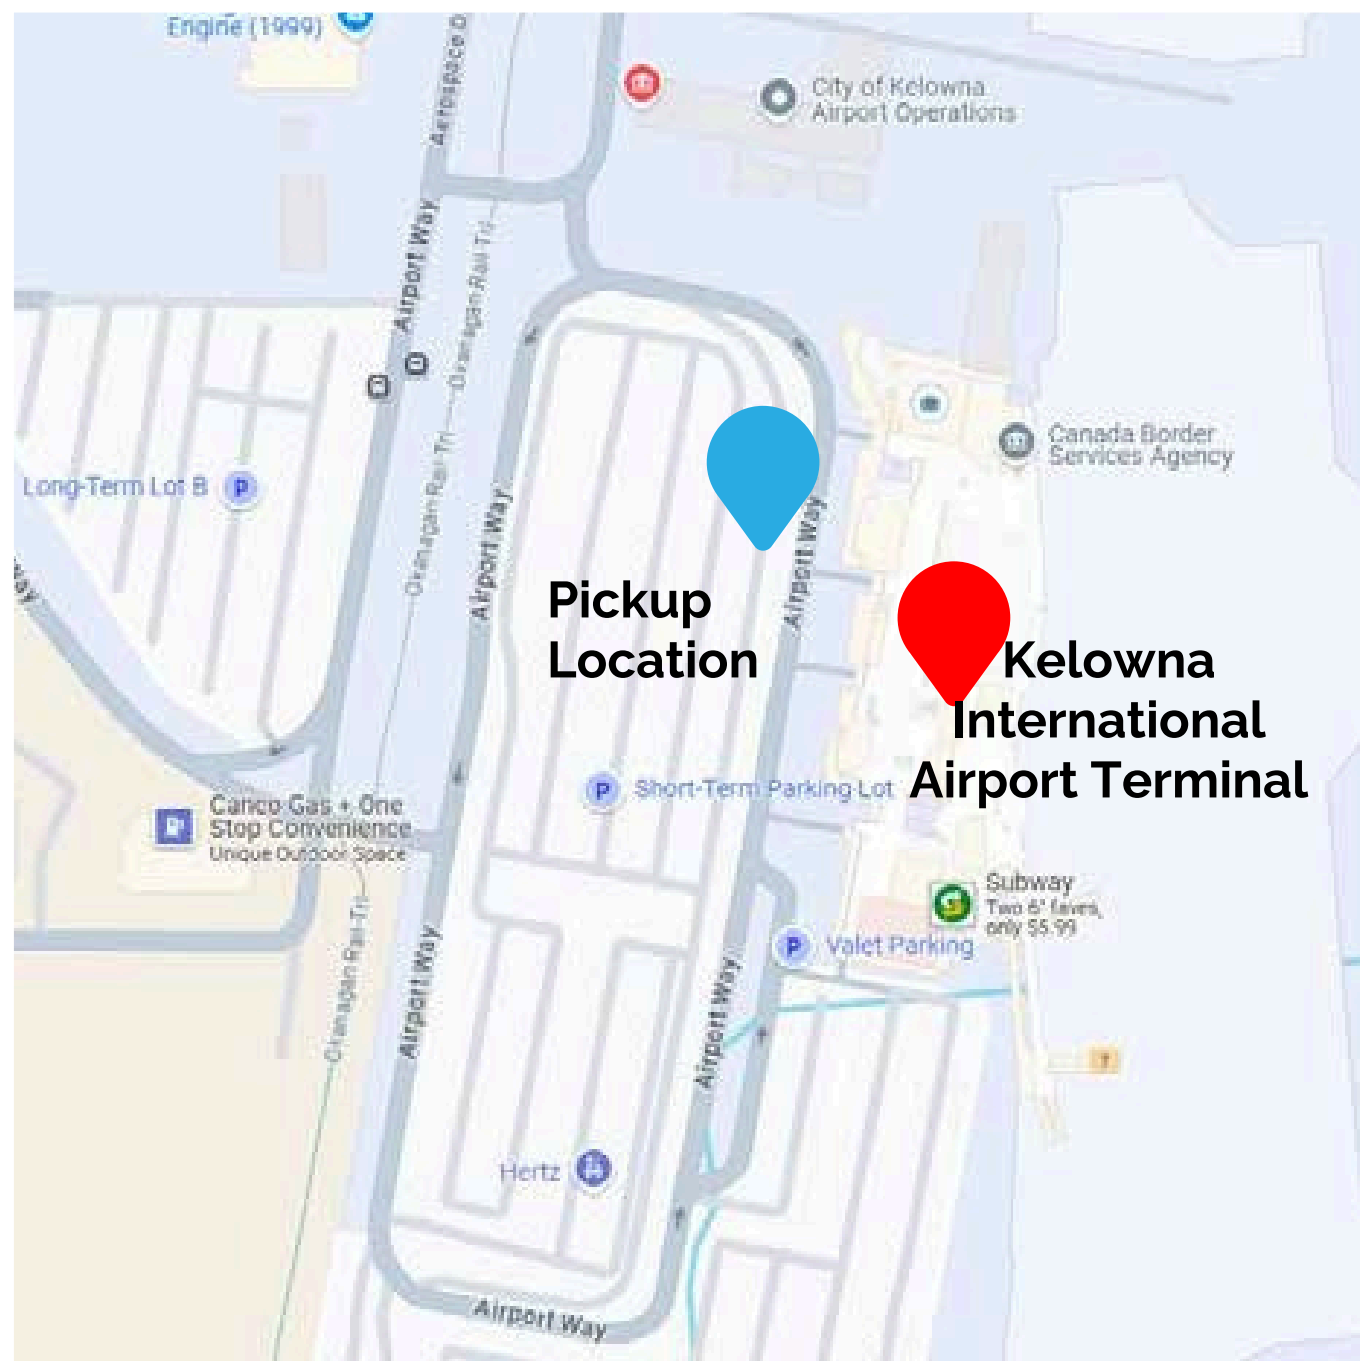 Engine (1999)
Aerospace D
City of Kelowna
Airport Operations
Airport Way
Okanagan Rail Trl
Okanagan Rail Trl
Canada Border
Services Agency
Long-Term Lot B
P
Airport Way
Airport Way
way
Pickup
Location
Kelowna
International
Airport Terminal
P
Short-Term Parking Lot
Canco Gas + One
Stop Convenience
Unique Outdoor Space
Subway
Two 6" faves,
only $5.99
P
Valet Parking
Okanagan Rail Trl
Airport Way
Airport Way
Hertz
Airport Way